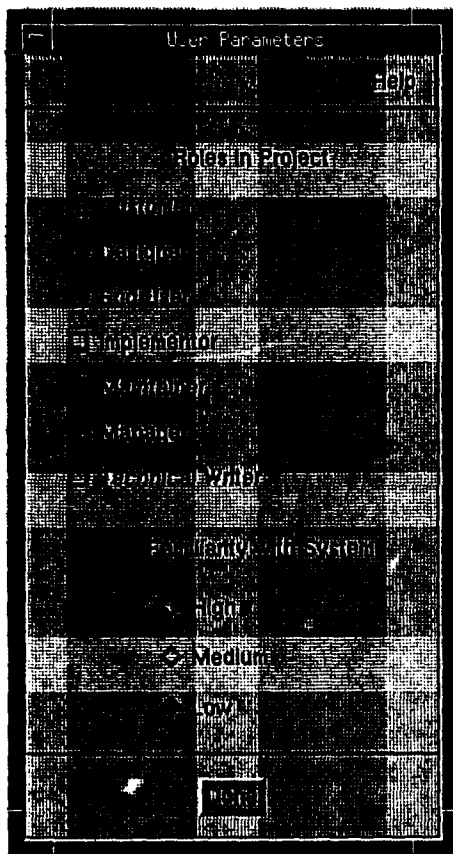 User Parameters
Help
Roles in Project
Customer
Designer
End User
Implementor
Maintainer
Manager
Technical Writer
Familiarity with System
High
Medium
Low
Done